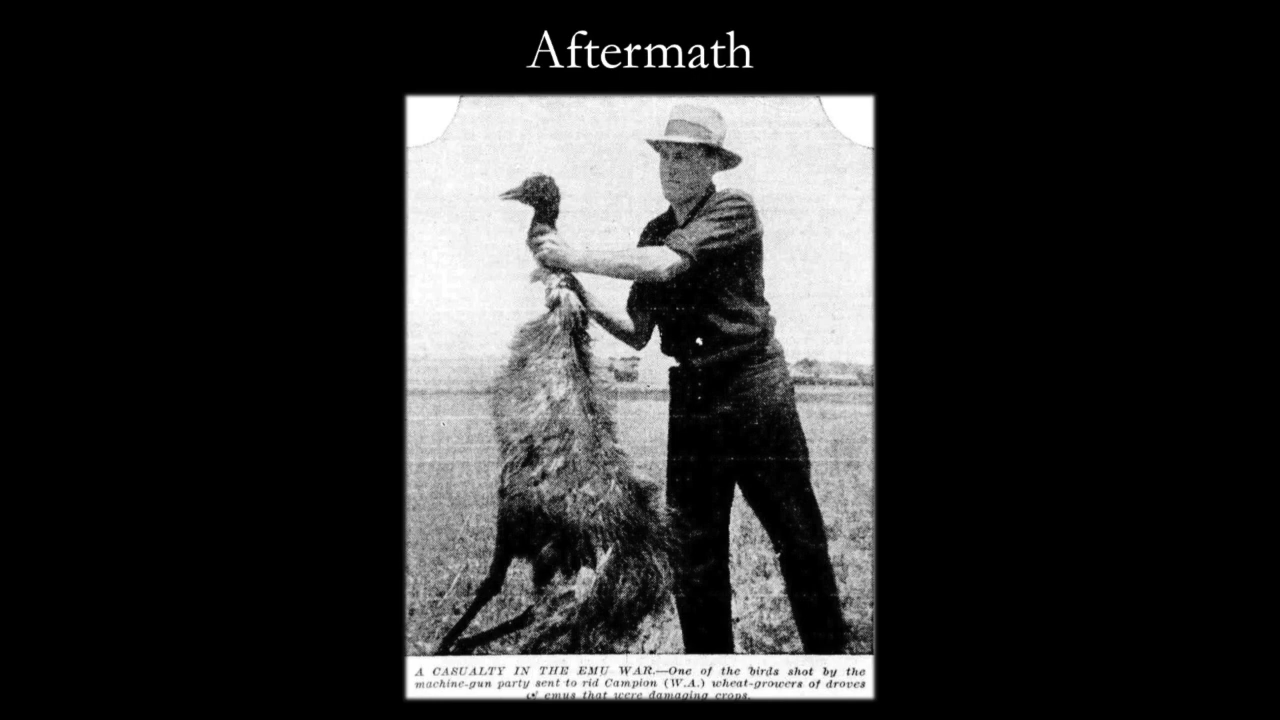 Aftermath
A CASUALTY IN THE EMU WAR.—One of the birds shot by the
machine-gun party sent to rid Campion (W.A.) wheat-growers of droves
of emus that were damaging crops.